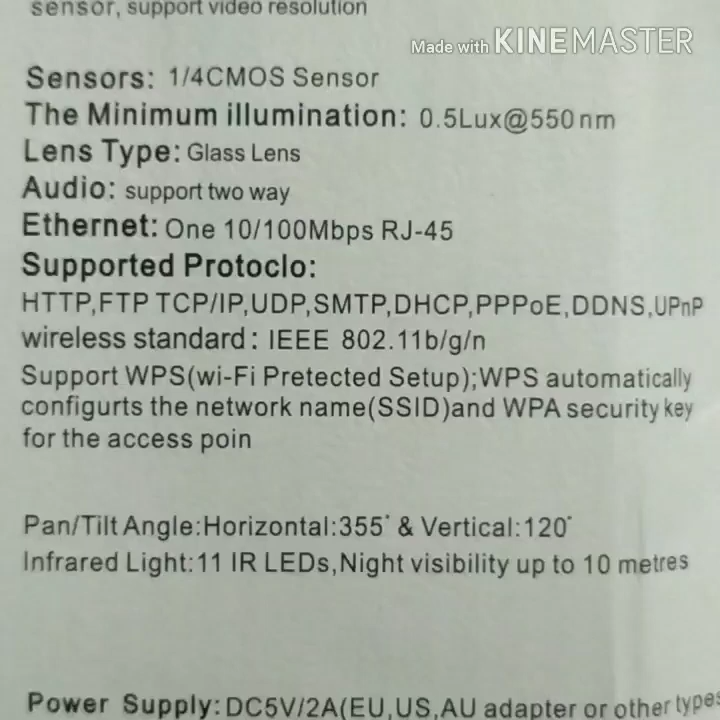 sensor, support video resolution
Made with KINEMASTER
Sensors: 1/4CMOS Sensor
The Minimum illumination: 0.5Lux@550nm
Lens Type: Glass Lens
Audio: support two way
Ethernet: One 10/100Mbps RJ-45
Supported Protoclo:
HTTP,FTP TCP/IP,UDP,SMTP,DHCP,PPPoE,DDNS,UPnP
wireless standard: IEEE 802.11b/g/n
Support WPS(wi-Fi Pretected Setup);WPS automatically
configurts the network name(SSID)and WPA security key
for the access poin
Pan/Tilt Angle:Horizontal:355° & Vertical:120°
Infrared Light:11 IR LEDs,Night visibility up to 10 metres
Power Supply:DC5V/2A(EU,US,AU adapter or other types